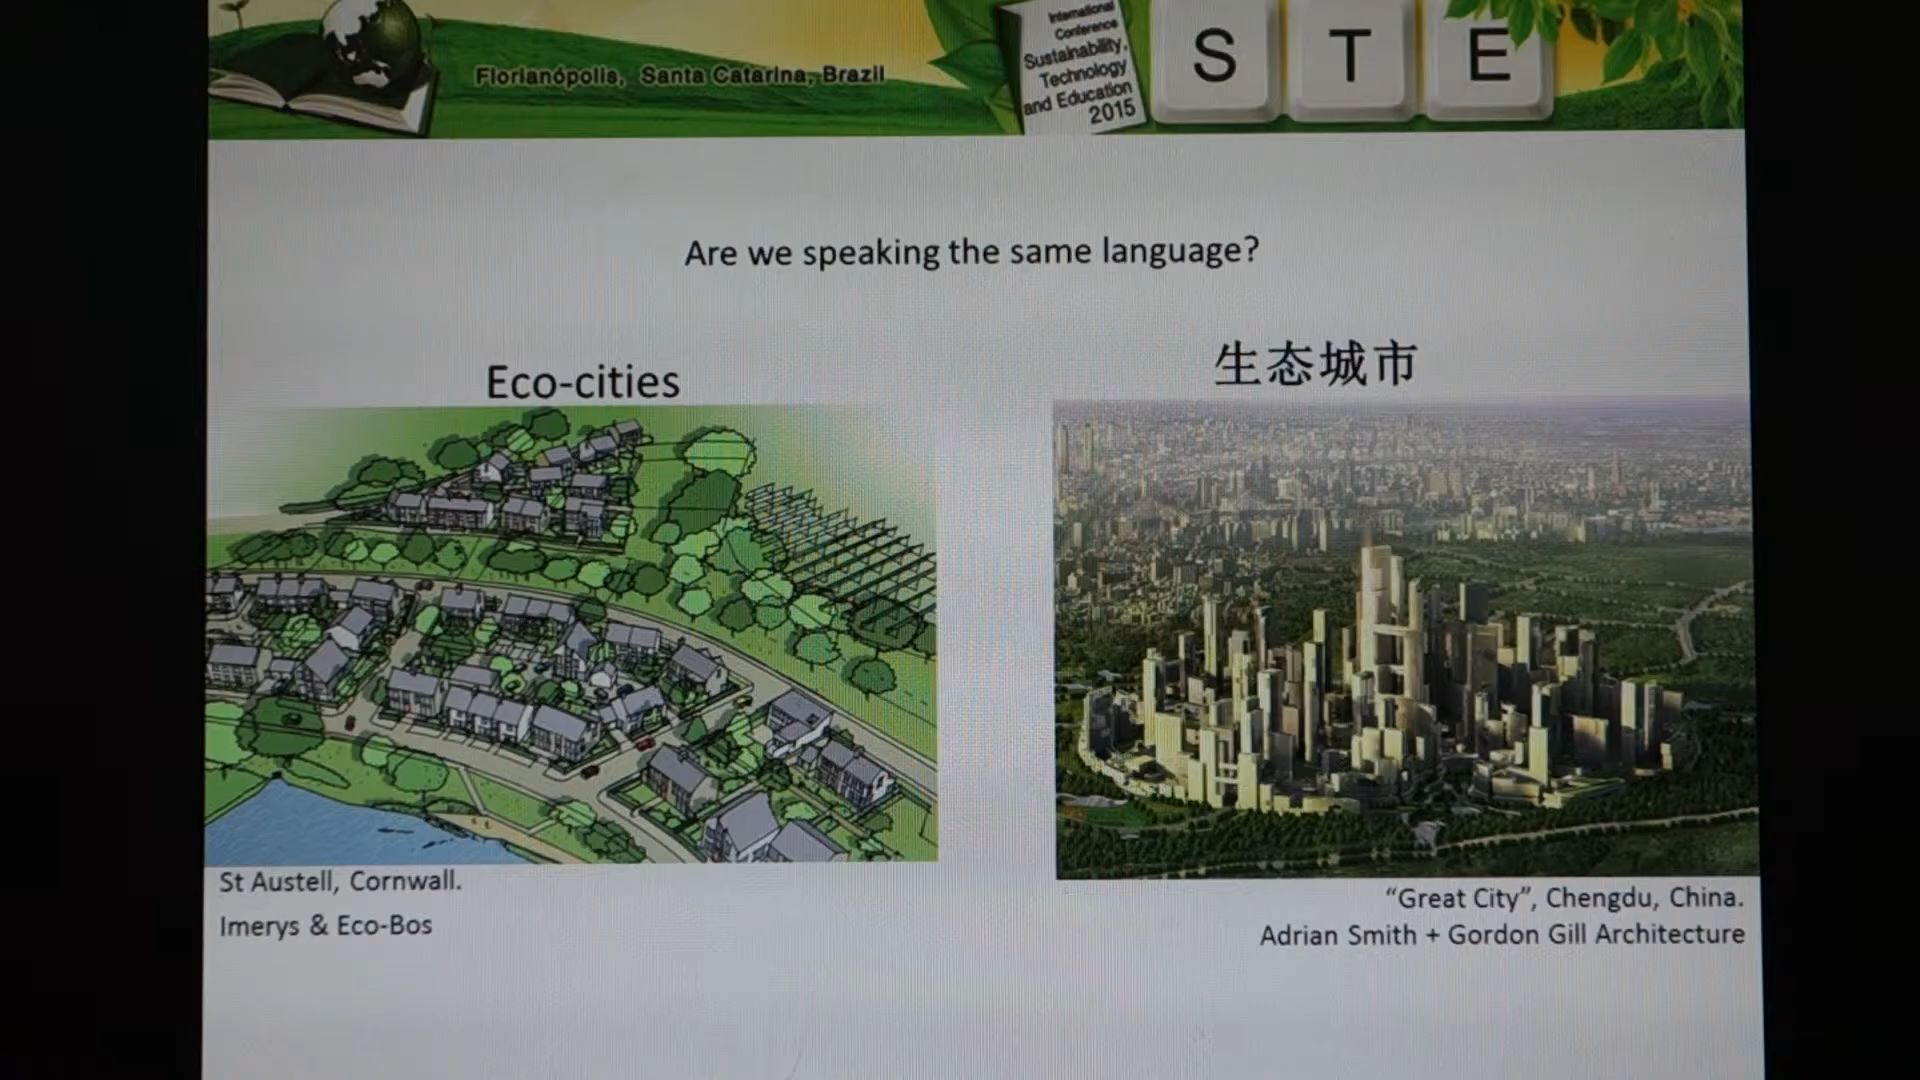 Florianópolis, Santa Catarina, Brazil
International
Conference
Sustainability,
Technology
and Education
2015
S T E
Are we speaking the same language?
Eco-cities
生态城市
St Austell, Cornwall.
Imerys & Eco-Bos
“Great City”, Chengdu, China.
Adrian Smith + Gordon Gill Architecture